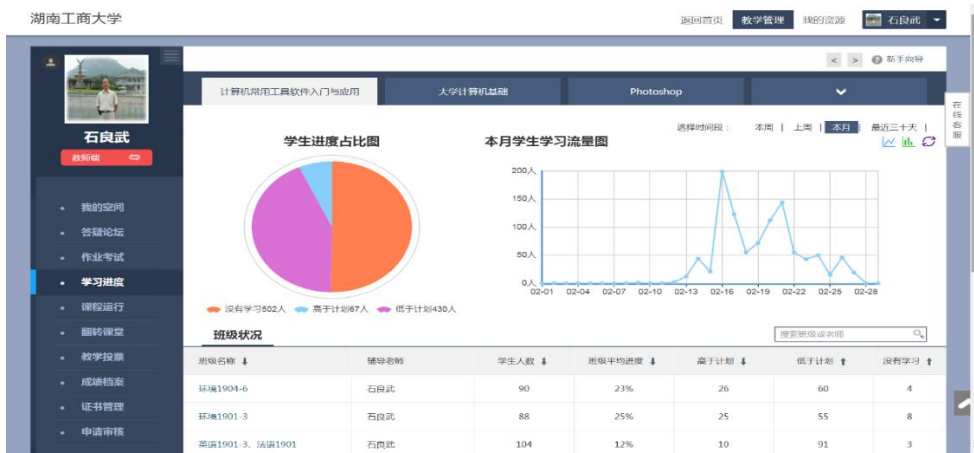 湖南工商大学
返回首页 教学管理 我的资源 石良武
< > ? 新手向导
计算机常用工具软件入门与应用 大学计算机基础 Photoshop
在线客服
石良武
教师端
我的空间
答疑论坛
作业考试
学习进度
课程运行
翻转课堂
教学投票
成绩档案
证书管理
申请审核
选择时间段： 本周 | 上周 | 本月 | 最近三十天 |
学生进度占比图
没有学习502人 高于计划67人 低于计划430人
本月学生学习流量图
200人
150人
100人
50人
0人
02-01 02-04 02-07 02-10 02-13 02-16 02-19 02-22 02-25 02-28
班级状况
搜索班级或老师
班级名称 ⬇ 辅导老师 学生人数 ⬇ 班级平均进度 ⬇ 高于计划 ⬇ 低于计划 ⬆ 没有学习 ⬆
环境1904-6 石良武 90 23% 26 60 4
环境1901-3 石良武 88 25% 25 55 8
英语1901-3、法语1901 石良武 104 12% 10 91 3